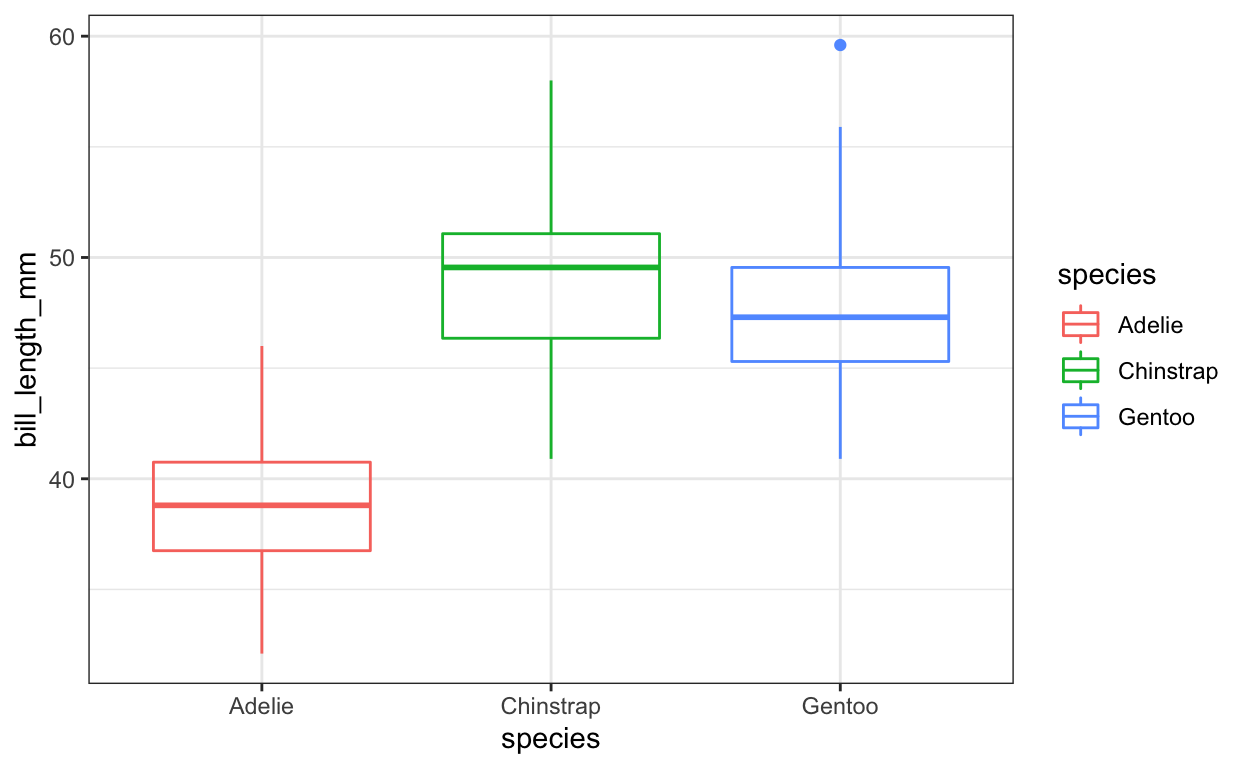 60
50
40
bill_length_mm
Adelie
Chinstrap
Gentoo
species
species
Adelie
Chinstrap
Gentoo